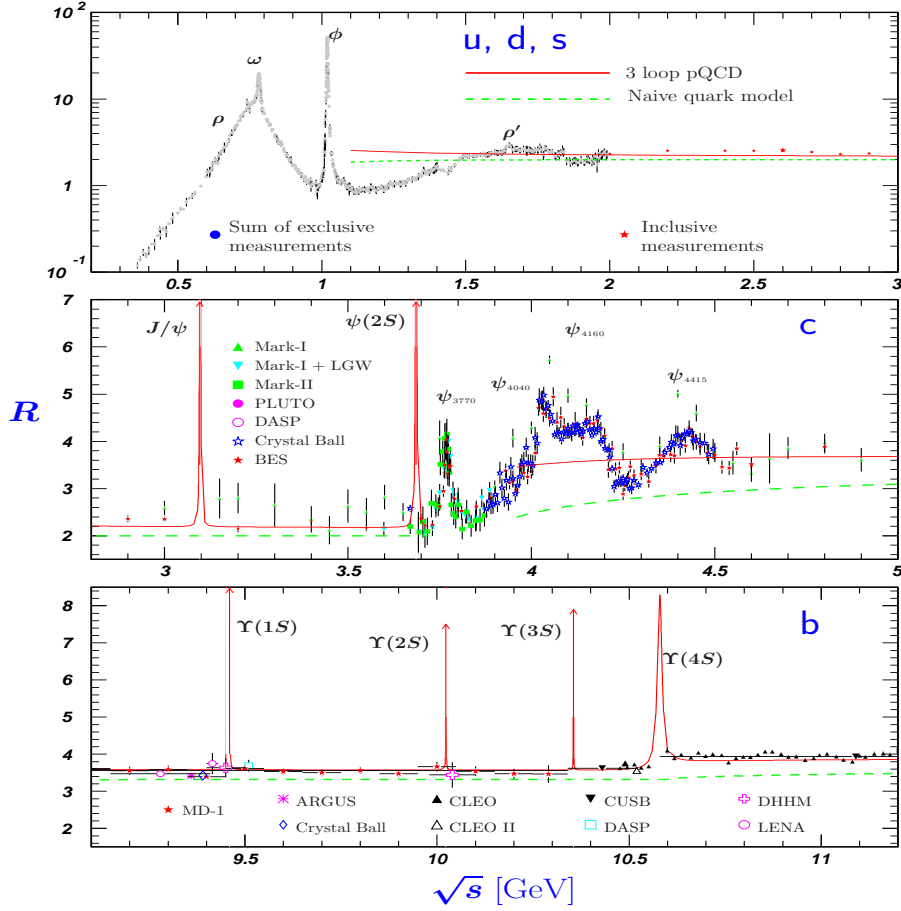 u, d, s
3 loop pQCD
Naive quark model
ρ
ω
ϕ
ρ′
Sum of exclusive measurements
Inclusive measurements
10²
10
1
10⁻¹
0.5 1 1.5 2 2.5 3
R
c
J/ψ
ψ(2S)
ψ₃₇₇₀
ψ₄₀₄₀
ψ₄₁₆₀
ψ₄₄₁₅
Mark-I
Mark-I + LGW
Mark-II
PLUTO
DASP
Crystal Ball
BES
7
6
5
4
3
2
3 3.5 4 4.5 5
b
Υ(1S)
Υ(2S)
Υ(3S)
Υ(4S)
8
7
6
5
4
3
2
MD-1
ARGUS
CLEO
CUSB
DHHM
Crystal Ball
CLEO II
DASP
LENA
9.5 10 10.5 11
√s [GeV]